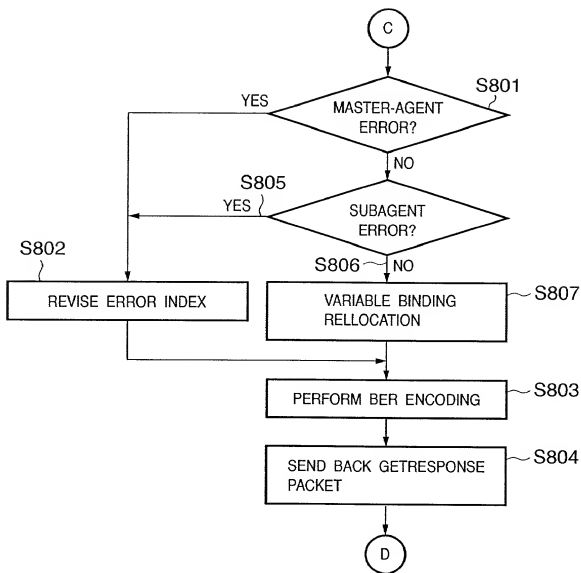 C
S801
YES
MASTER-AGENT
ERROR?
NO
S805
YES
SUBAGENT
ERROR?
S802
S806
NO
REVISE ERROR INDEX
VARIABLE BINDING
RELLOCATION
S807
PERFORM BER ENCODING
S803
SEND BACK GETRESPONSE
PACKET
S804
D